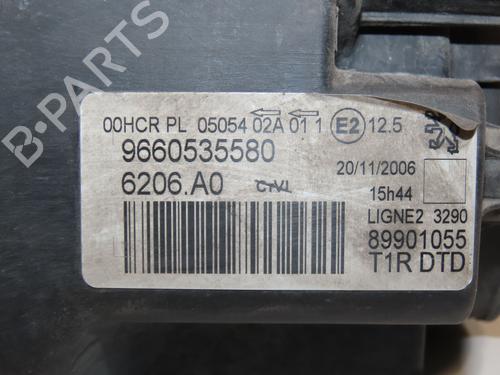 B-PARTS
00HCR PL 05054 02A 01 1 E2 12.5
9660535580
20/11/2006
6206.A0
15h44
LIGNE2 3290
89901055
T1R DTD